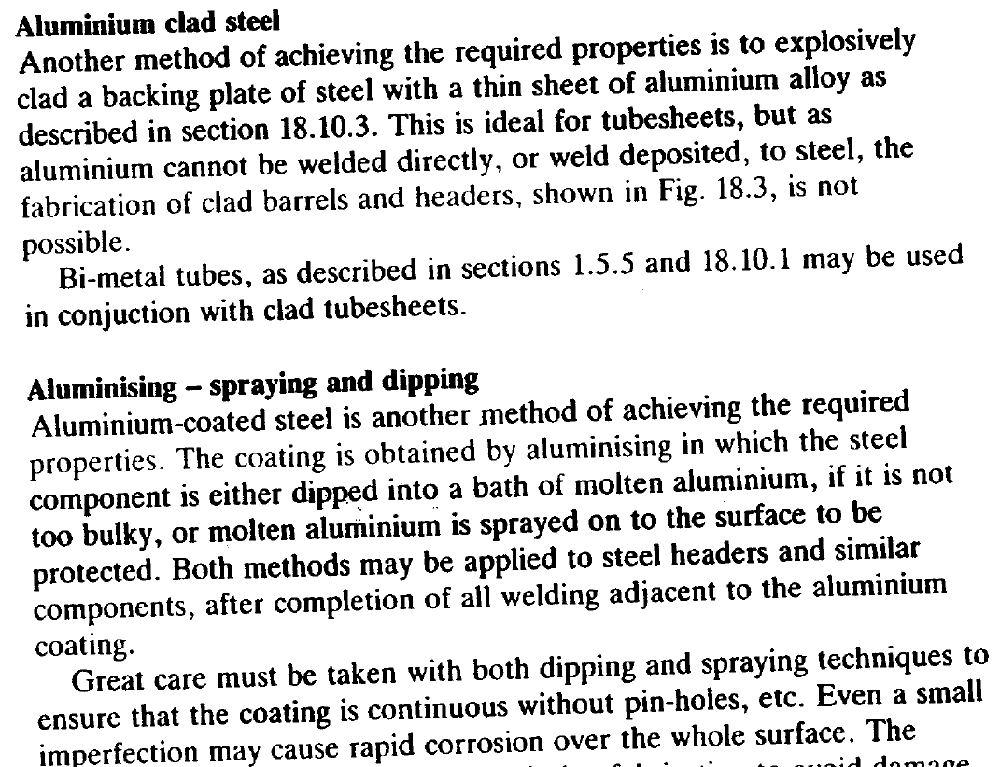 Aluminium clad steel
Another method of achieving the required properties is to explosively
clad a backing plate of steel with a thin sheet of aluminium alloy as
described in section 18.10.3. This is ideal for tubesheets, but as
aluminium cannot be welded directly, or weld deposited, to steel, the
fabrication of clad barrels and headers, shown in Fig. 18.3, is not
possible.
Bi-metal tubes, as described in sections 1.5.5 and 18.10.1 may be used
in conjuction with clad tubesheets.
Aluminising – spraying and dipping
Aluminium-coated steel is another method of achieving the required
properties. The coating is obtained by aluminising in which the steel
component is either dipped into a bath of molten aluminium, if it is not
too bulky, or molten aluminium is sprayed on to the surface to be
protected. Both methods may be applied to steel headers and similar
components, after completion of all welding adjacent to the aluminium
coating.
Great care must be taken with both dipping and spraying techniques to
ensure that the coating is continuous without pin-holes, etc. Even a small
imperfection may cause rapid corrosion over the whole surface. The
to avoid damage